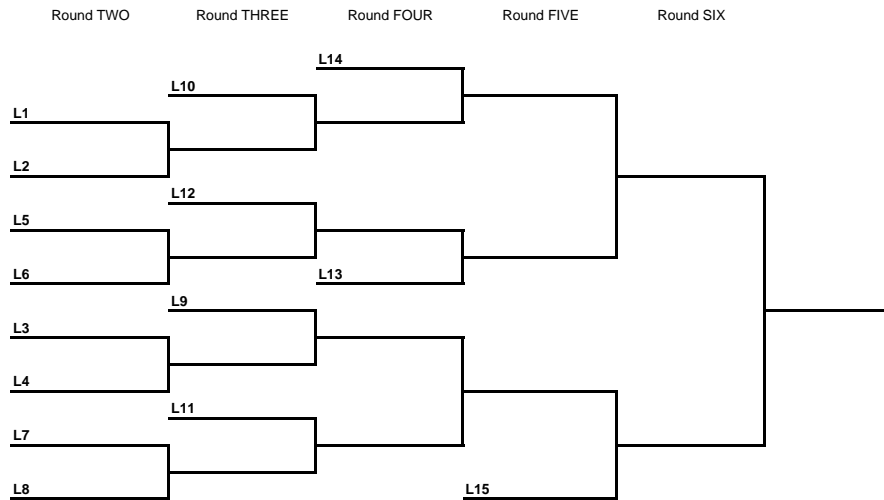 Round TWO Round THREE Round FOUR Round FIVE Round SIX
L14
L10
L1
L2
L12
L5
L6
L13
L9
L3
L4
L11
L7
L8
L15